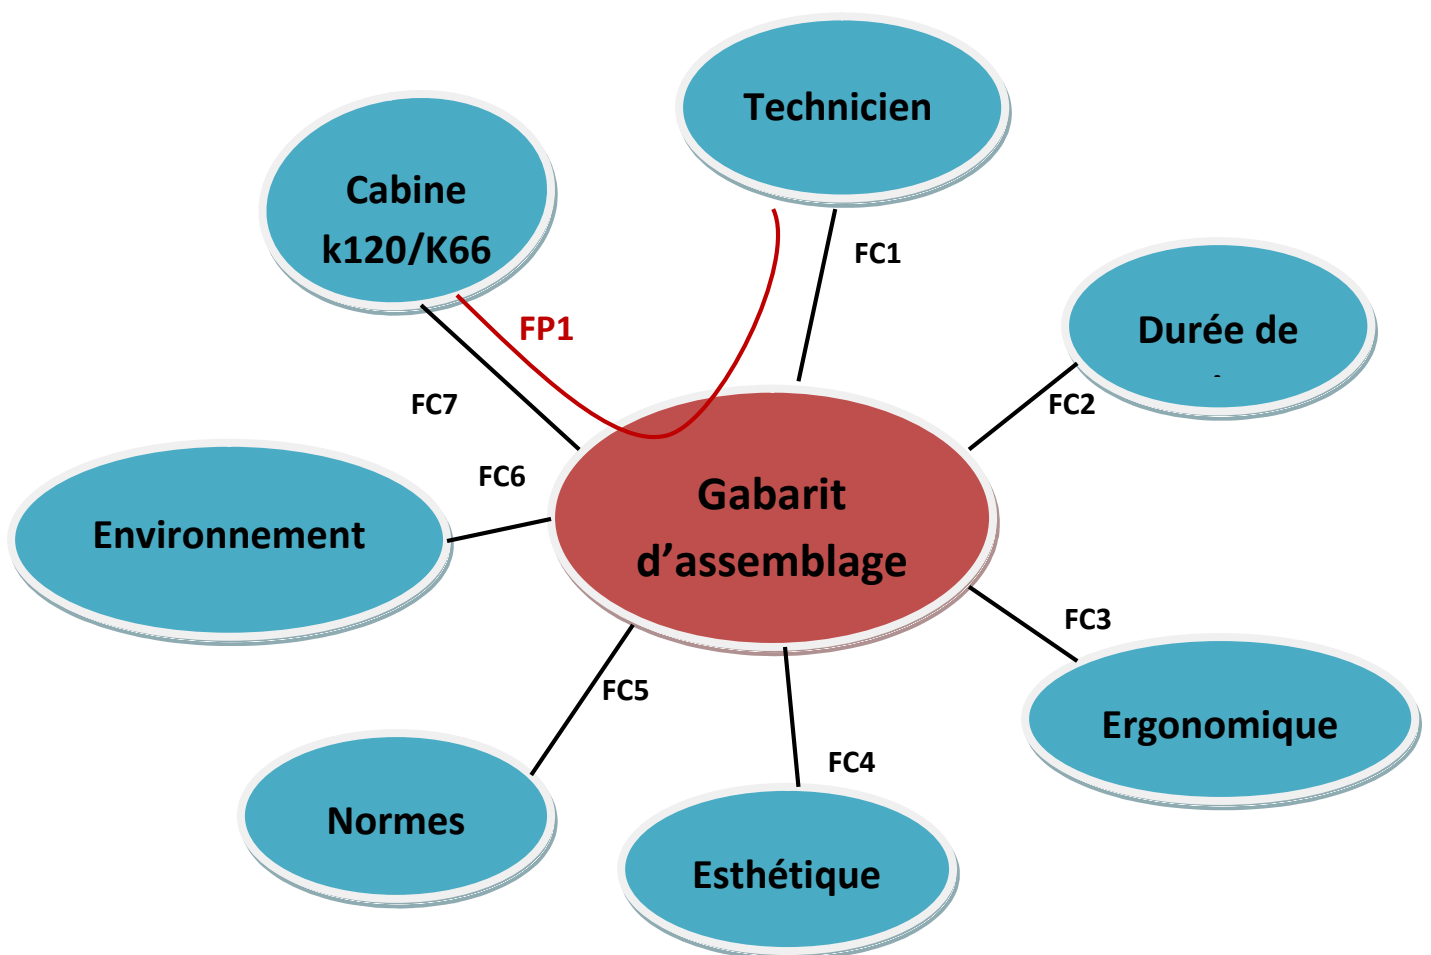 Technicien
Cabine
k120/K66
FC1
Durée de
FP1
FC7
FC2
FC6
Gabarit
d’assemblage
Environnement
FC3
FC5
Ergonomique
FC4
Normes
Esthétique